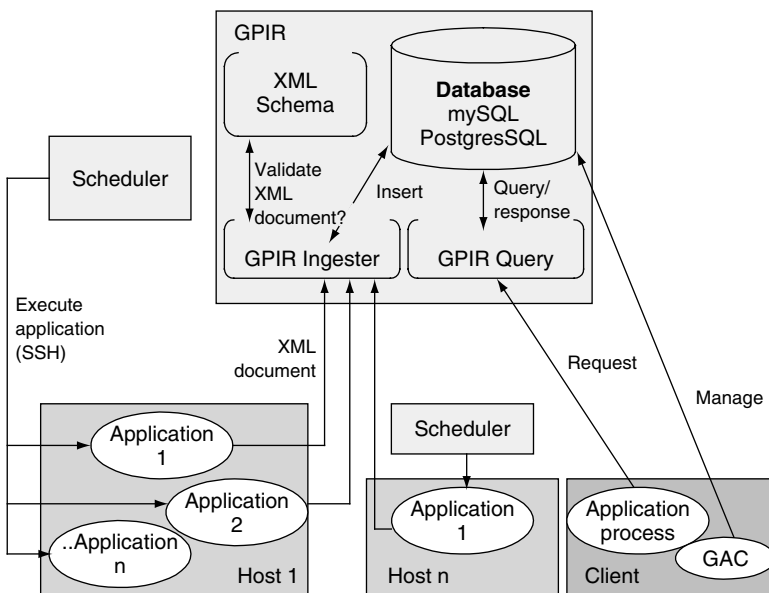 GPIR
XML
Schema
Database
mySQL
PostgresSQL
Scheduler
Validate
XML
document?
Insert
Query/
response
GPIR Ingester
GPIR Query
Execute
application
(SSH)
XML
document
Request
Manage
Application
1
Application
2
..Application
n
Host 1
Scheduler
Application
1
Host n
Application
process
GAC
Client